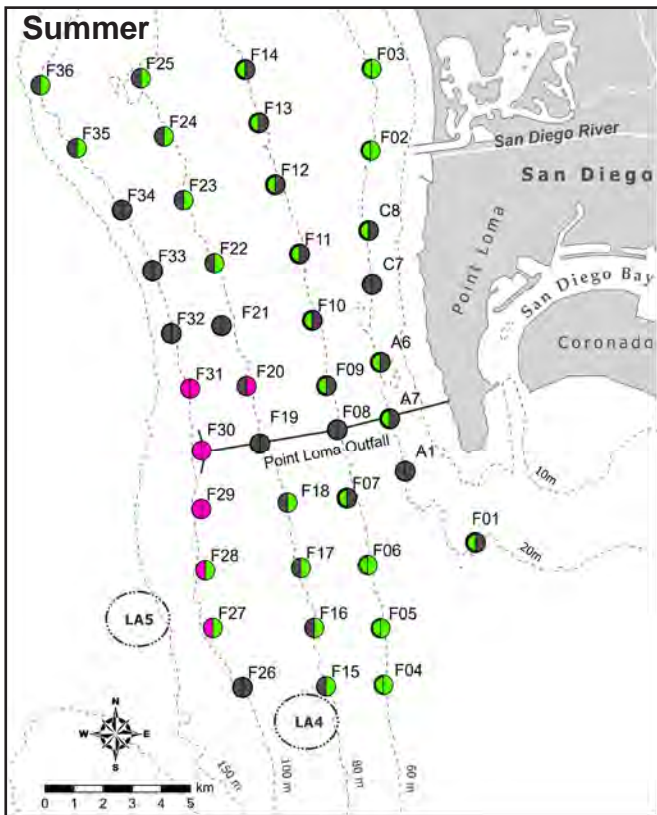 Summer
F36
F25
F14
F03
F35
F24
F13
F02
San Diego River
San Diego
F34
F23
F12
C8
F33
F22
F11
C7
Point Loma
San Diego Bay
F32
F21
F10
A6
Coronado
F31
F20
F09
A7
F30
F19
F08
Point Loma Outfall
A1
10m
F29
F18
F07
F01
20m
F28
F17
F06
LA5
F27
F16
F05
F26
F15
F04
LA4
N
W E
S
150 m
100 m
80 m
60 m
km
0 1 2 3 4 5